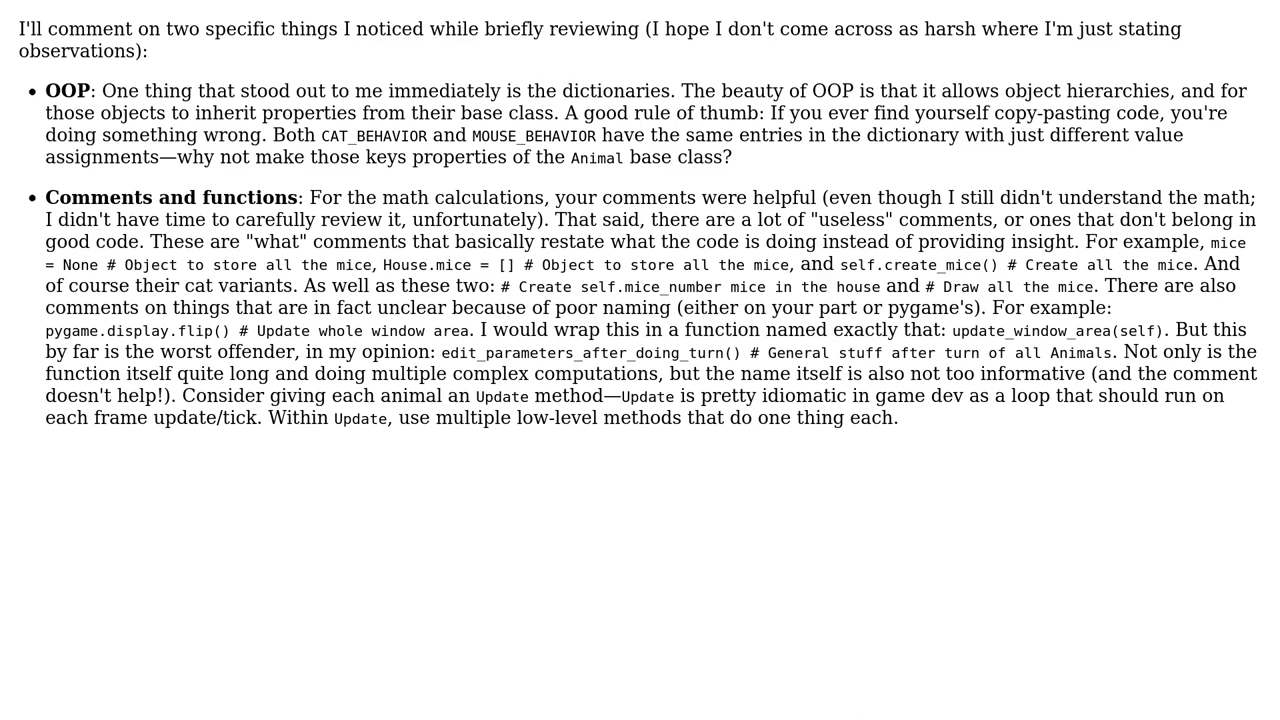 I'll comment on two specific things I noticed while briefly reviewing (I hope I don't come across as harsh where I'm just stating
observations):
• OOP: One thing that stood out to me immediately is the dictionaries. The beauty of OOP is that it allows object hierarchies, and for
those objects to inherit properties from their base class. A good rule of thumb: If you ever find yourself copy-pasting code, you're
doing something wrong. Both CAT_BEHAVIOR and MOUSE_BEHAVIOR have the same entries in the dictionary with just different value
assignments—why not make those keys properties of the Animal base class?
• Comments and functions: For the math calculations, your comments were helpful (even though I still didn't understand the math;
I didn't have time to carefully review it, unfortunately). That said, there are a lot of "useless" comments, or ones that don't belong in
good code. These are "what" comments that basically restate what the code is doing instead of providing insight. For example, mice
= None # Object to store all the mice, House.mice = [] # Object to store all the mice, and self.create_mice() # Create all the mice. And
of course their cat variants. As well as these two: # Create self.mice_number mice in the house and # Draw all the mice. There are also
comments on things that are in fact unclear because of poor naming (either on your part or pygame's). For example:
pygame.display.flip() # Update whole window area. I would wrap this in a function named exactly that: update_window_area(self). But this
by far is the worst offender, in my opinion: edit_parameters_after_doing_turn() # General stuff after turn of all Animals. Not only is the
function itself quite long and doing multiple complex computations, but the name itself is also not too informative (and the comment
doesn't help!). Consider giving each animal an Update method—Update is pretty idiomatic in game dev as a loop that should run on
each frame update/tick. Within Update, use multiple low-level methods that do one thing each.